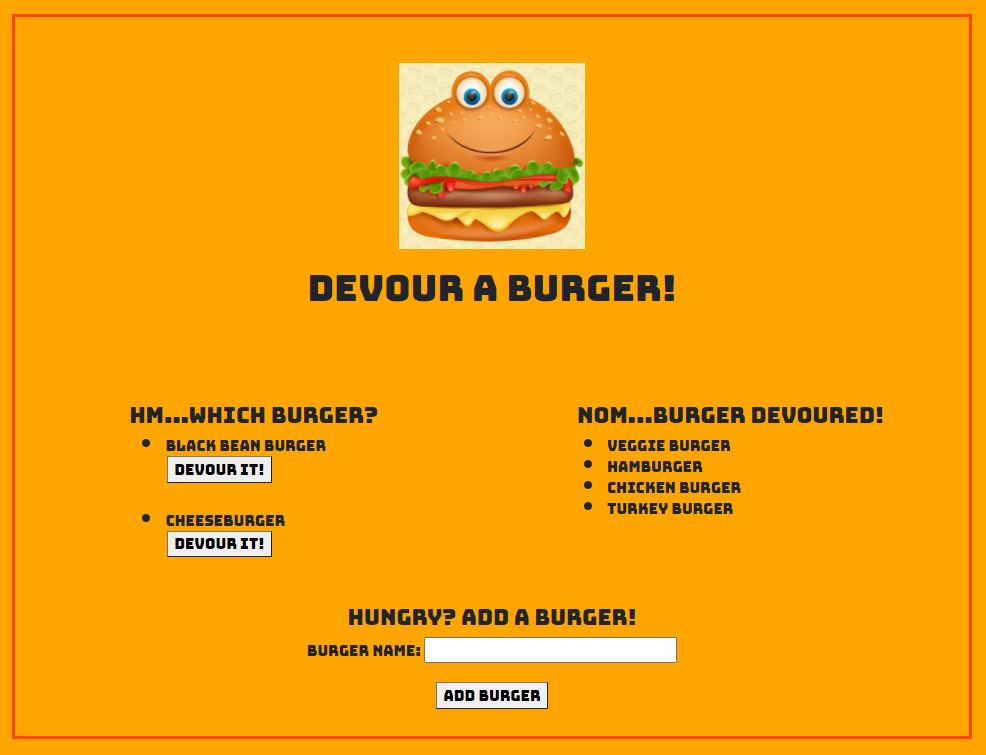 DEVOUR A BURGER!
HM...WHICH BURGER?
BLACK BEAN BURGER
DEVOUR IT!
CHEESEBURGER
DEVOUR IT!
NOM...BURGER DEVOURED!
VEGGIE BURGER
HAMBURGER
CHICKEN BURGER
TURKEY BURGER
HUNGRY? ADD A BURGER!
BURGER NAME:
ADD BURGER